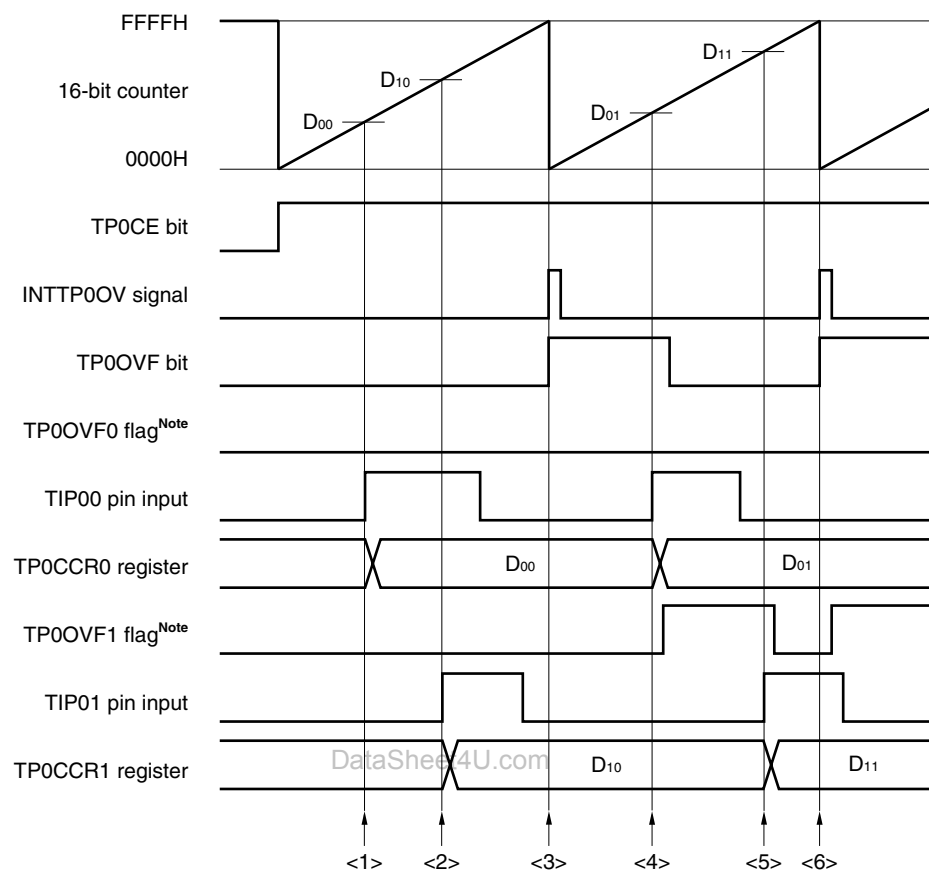 FFFFH
D11
D10
16-bit counter
D00
D01
0000H
TP0CE bit
INTTP0OV signal
TP0OVF bit
TP0OVF0 flagNote
TIP00 pin input
TP0CCR0 register
D00
D01
TP0OVF1 flagNote
TIP01 pin input
DataSheet4U.com
TP0CCR1 register
D10
D11
<1> <2> <3> <4> <5> <6>